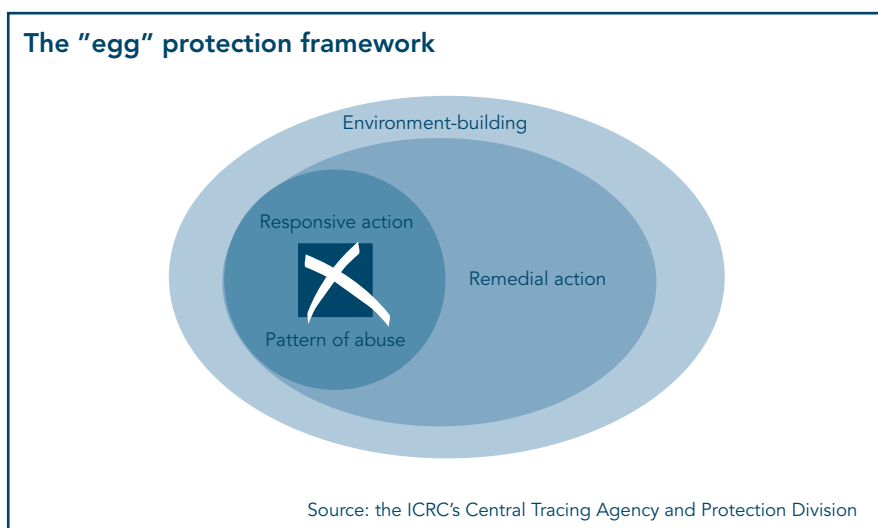 The "egg" protection framework
Environment-building
Responsive action
Remedial action
Pattern of abuse
Source: the ICRC's Central Tracing Agency and Protection Division